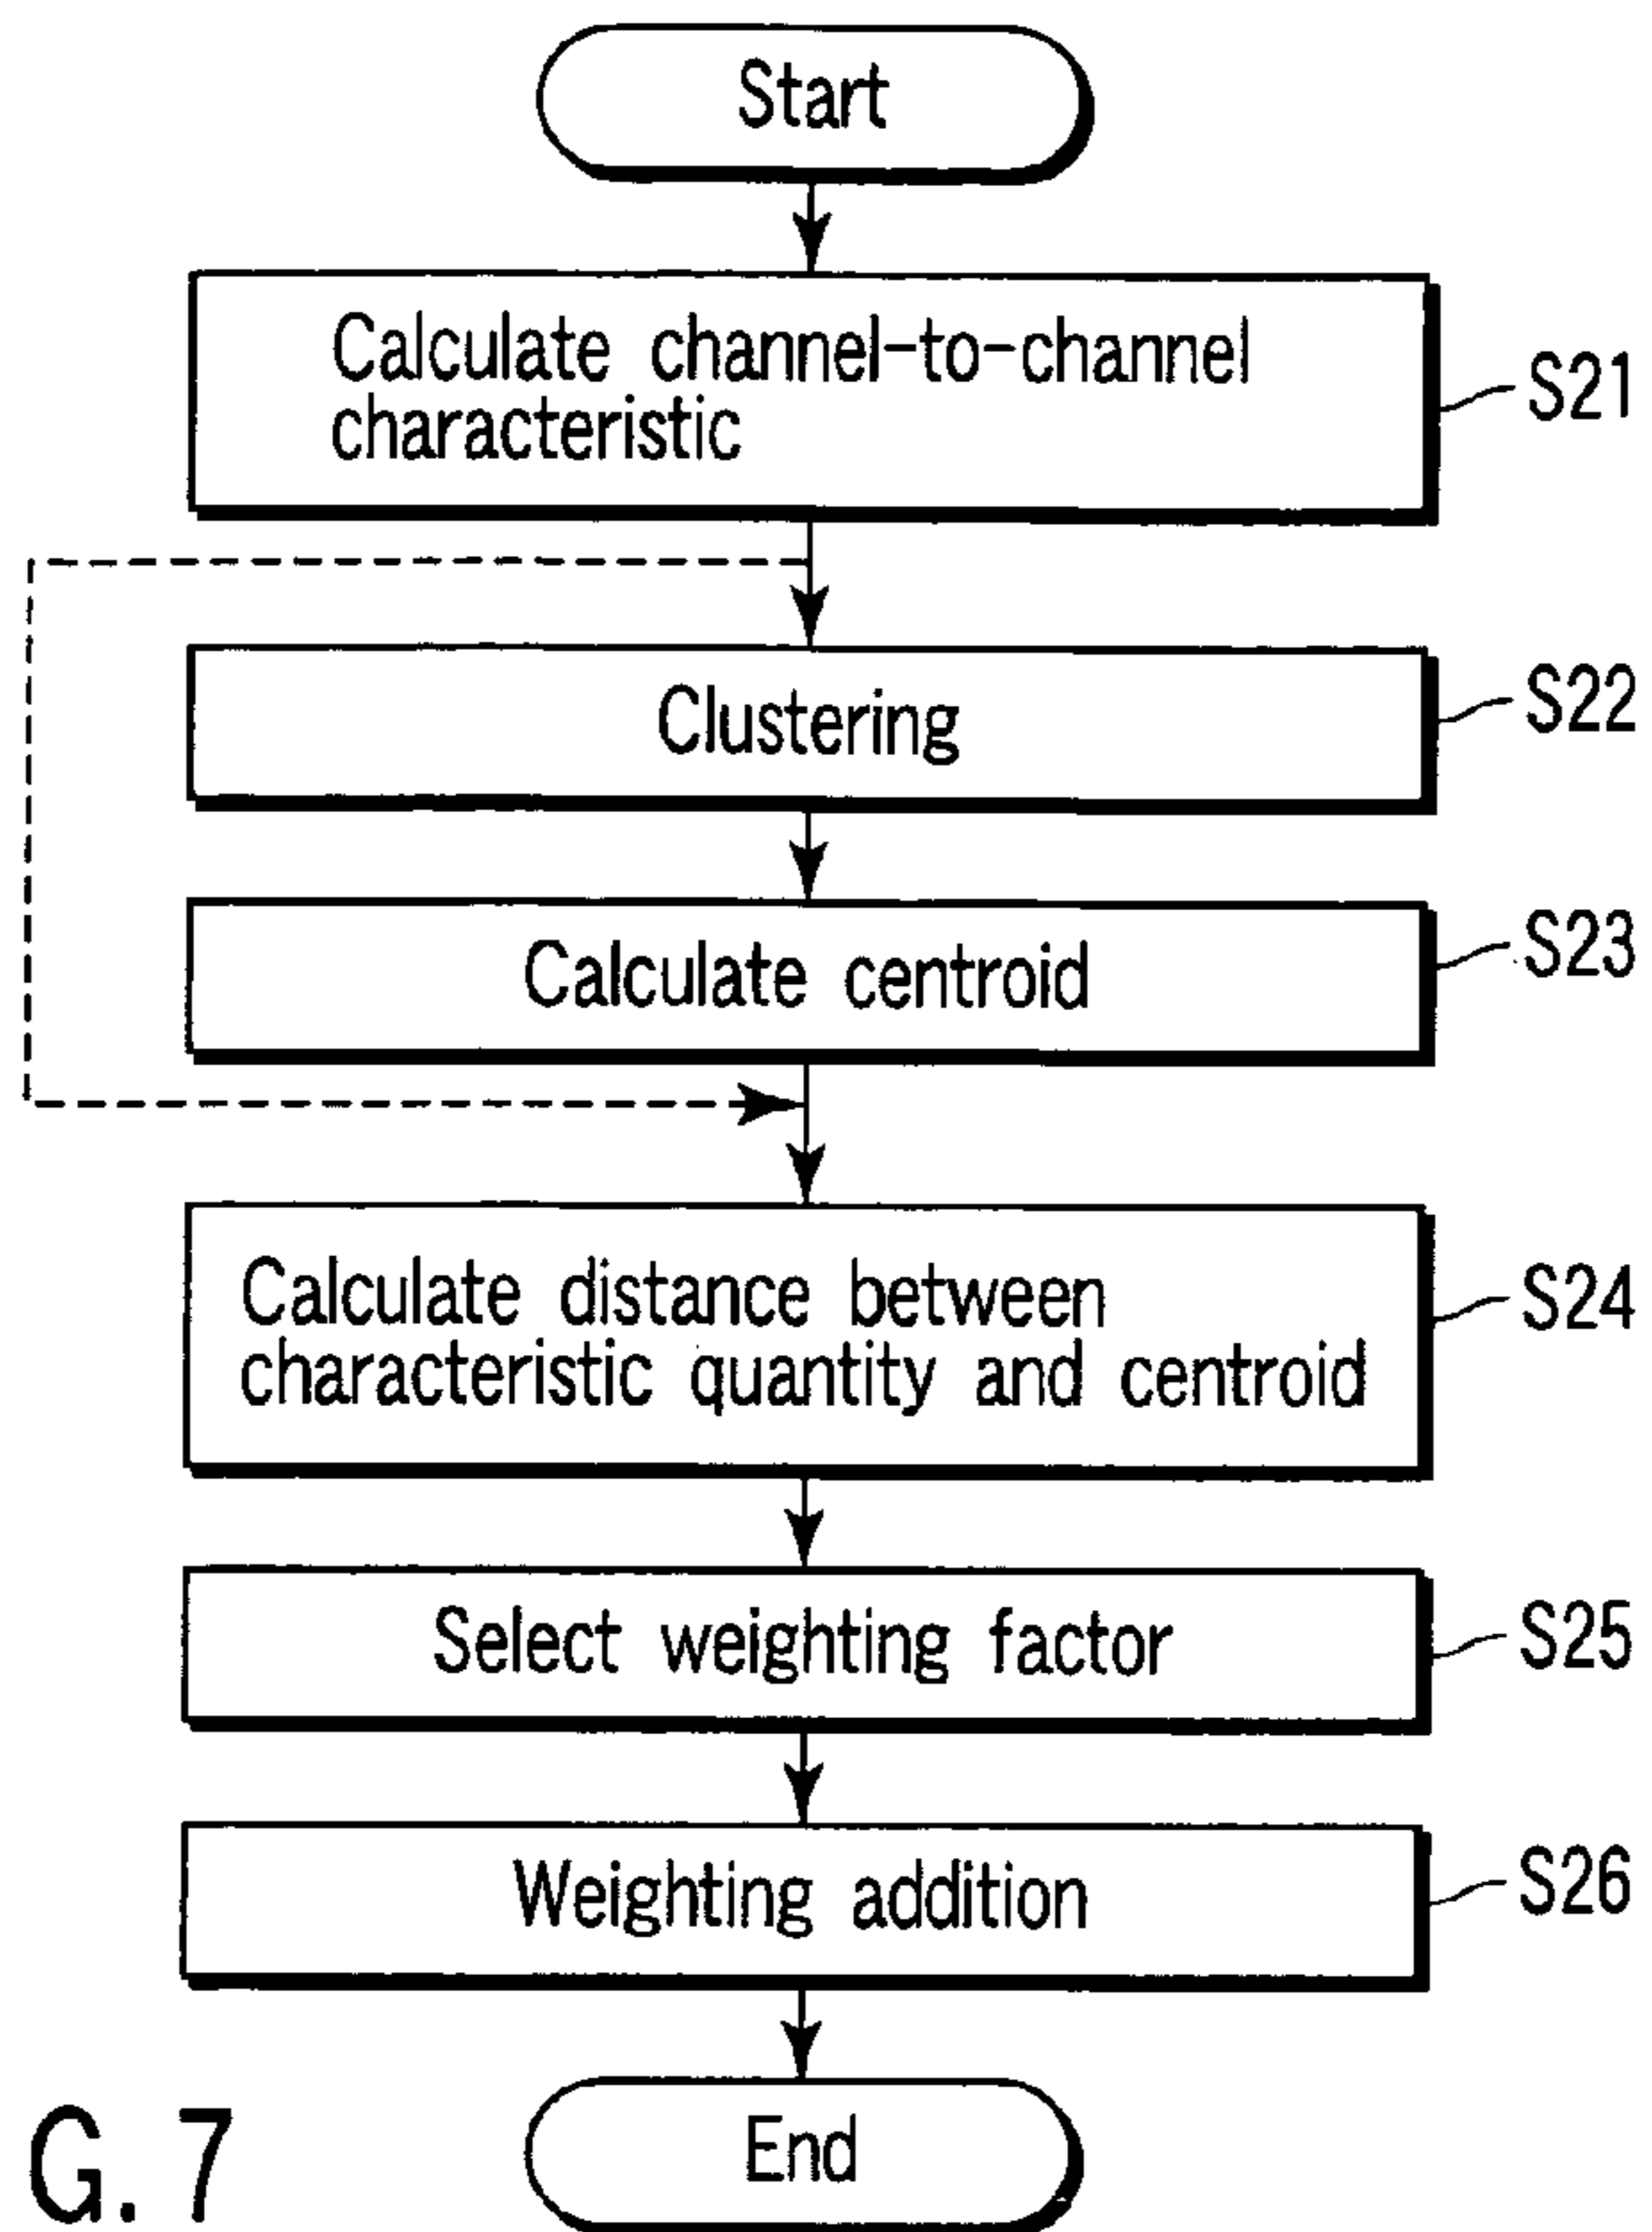 Start
Calculate channel-to-channel
characteristic
S21
Clustering
S22
Calculate centroid
S23
Calculate distance between
characteristic quantity and centroid
S24
Select weighting factor
S25
Weighting addition
S26
End
G. 7